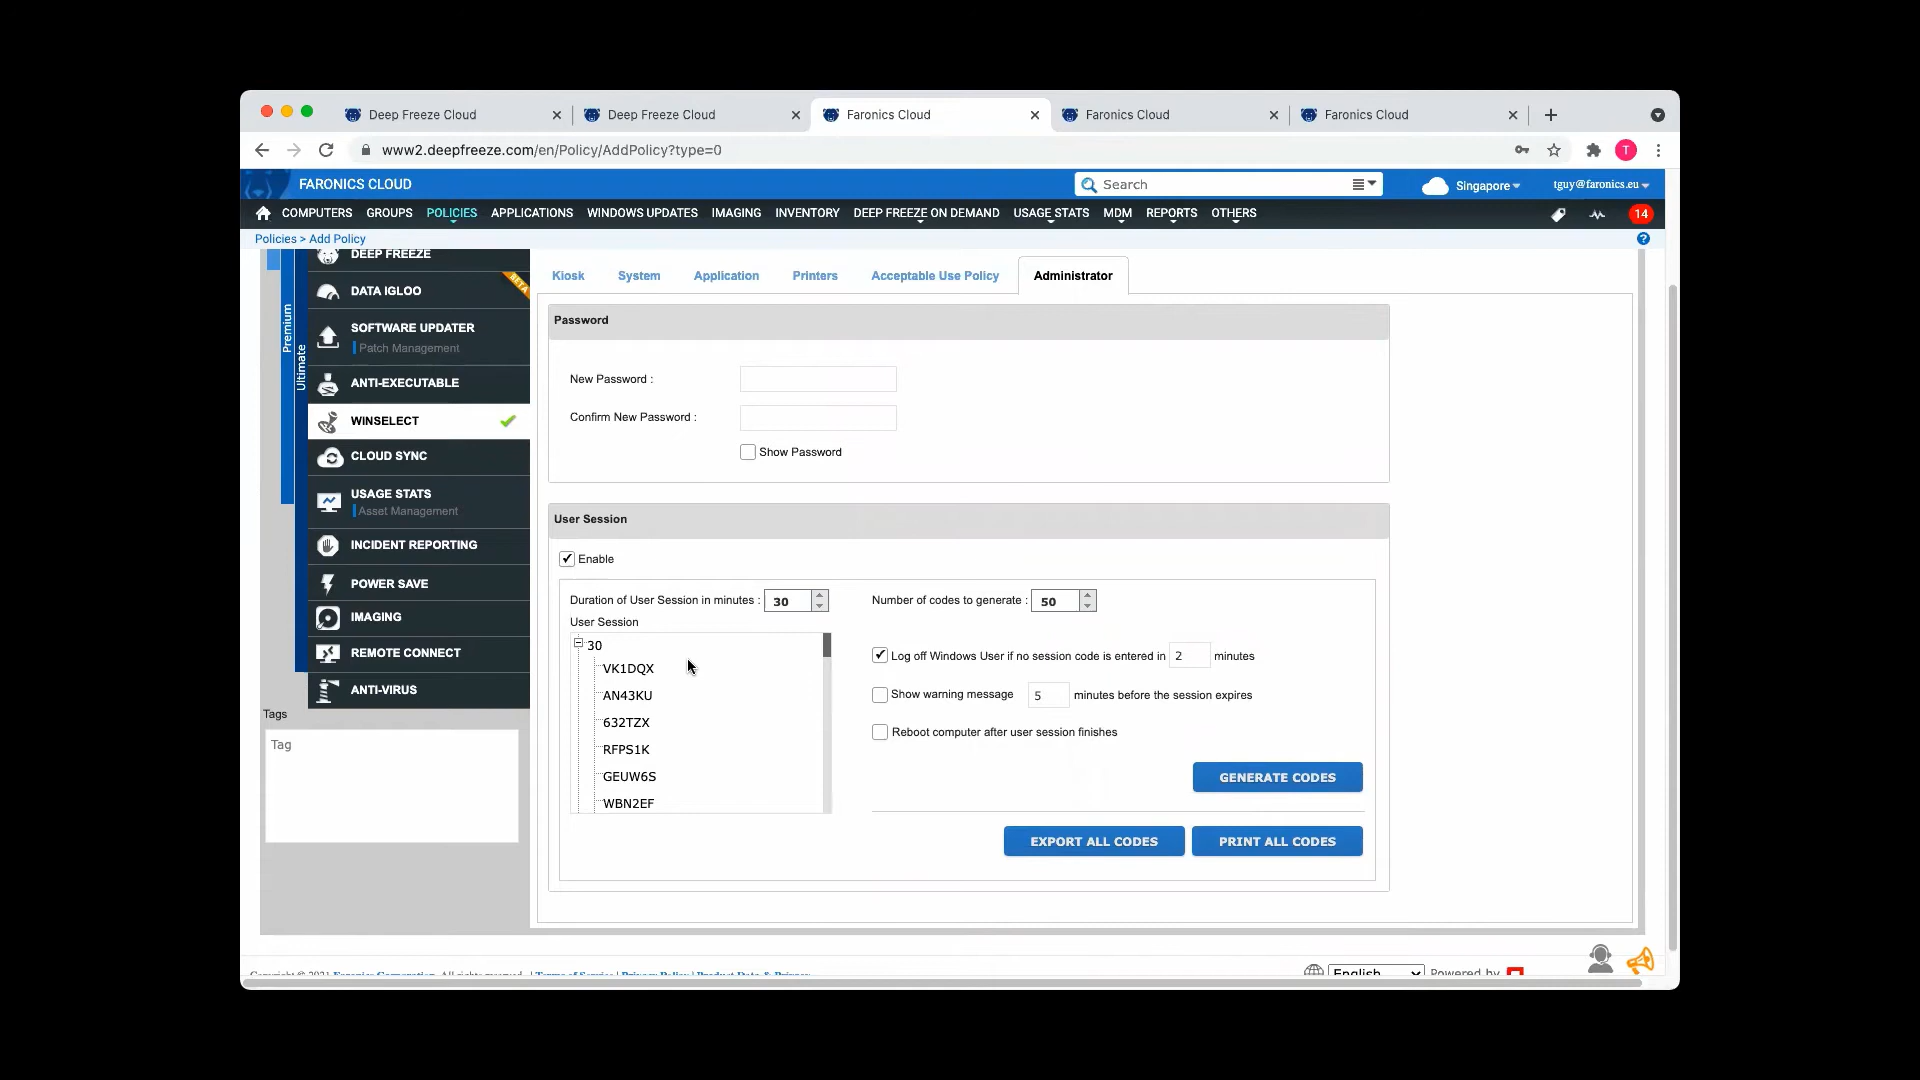 Deep Freeze Cloud
Deep Freeze Cloud
Faronics Cloud
Faronics Cloud
Faronics Cloud
www2.deepfreeze.com/en/Policy/AddPolicy?type=0
T
FARONICS CLOUD
Search
Singapore
tguy@faronics.eu
COMPUTERS GROUPS POLICIES APPLICATIONS WINDOWS UPDATES IMAGING INVENTORY DEEP FREEZE ON DEMAND USAGE STATS MDM REPORTS OTHERS
14
Policies > Add Policy
?
Premium
Ultimate
DEEP FREEZE
DATA IGLOO
BETA
SOFTWARE UPDATER
Patch Management
ANTI-EXECUTABLE
WINSELECT
CLOUD SYNC
USAGE STATS
Asset Management
INCIDENT REPORTING
POWER SAVE
IMAGING
REMOTE CONNECT
ANTI-VIRUS
Tags
Tag
Kiosk System Application Printers Acceptable Use Policy Administrator
Password
New Password :
Confirm New Password :
Show Password
User Session
Enable
Duration of User Session in minutes : 30
Number of codes to generate : 50
User Session
30
VK1DQX
AN43KU
632TZX
RFPS1K
GEUW6S
WBN2EF
Log off Windows User if no session code is entered in 2 minutes
Show warning message 5 minutes before the session expires
Reboot computer after user session finishes
GENERATE CODES
EXPORT ALL CODES
PRINT ALL CODES
Copyright © 2021 Faronics Corporation. All rights reserved. | Terms of Service | Privacy Policy | Product Data & Privacy
English
Powered by